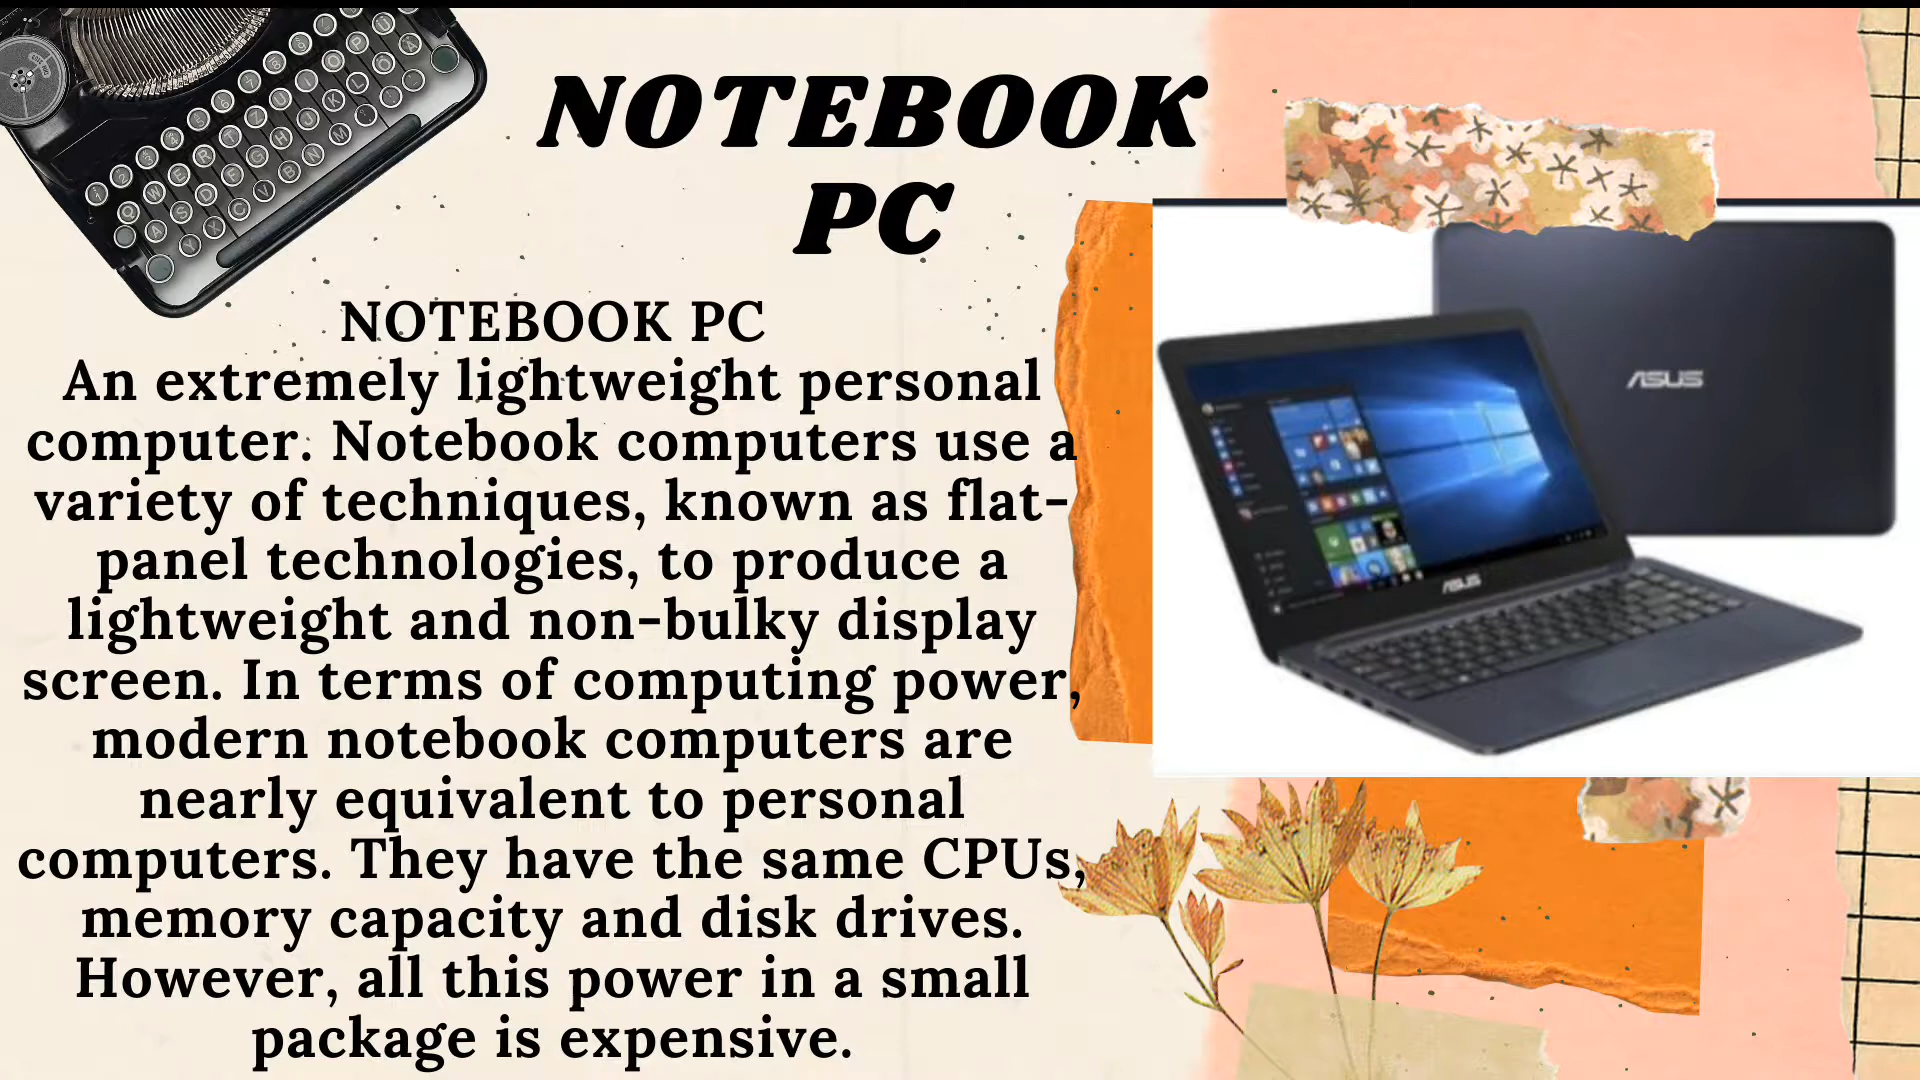 NOTEBOOK
PC
NOTEBOOK PC
An extremely lightweight personal
computer. Notebook computers use a
variety of techniques, known as flat-
panel technologies, to produce a
lightweight and non-bulky display
screen. In terms of computing power,
modern notebook computers are
nearly equivalent to personal
computers. They have the same CPUs,
memory capacity and disk drives.
However, all this power in a small
package is expensive.
ASUS
ASUS